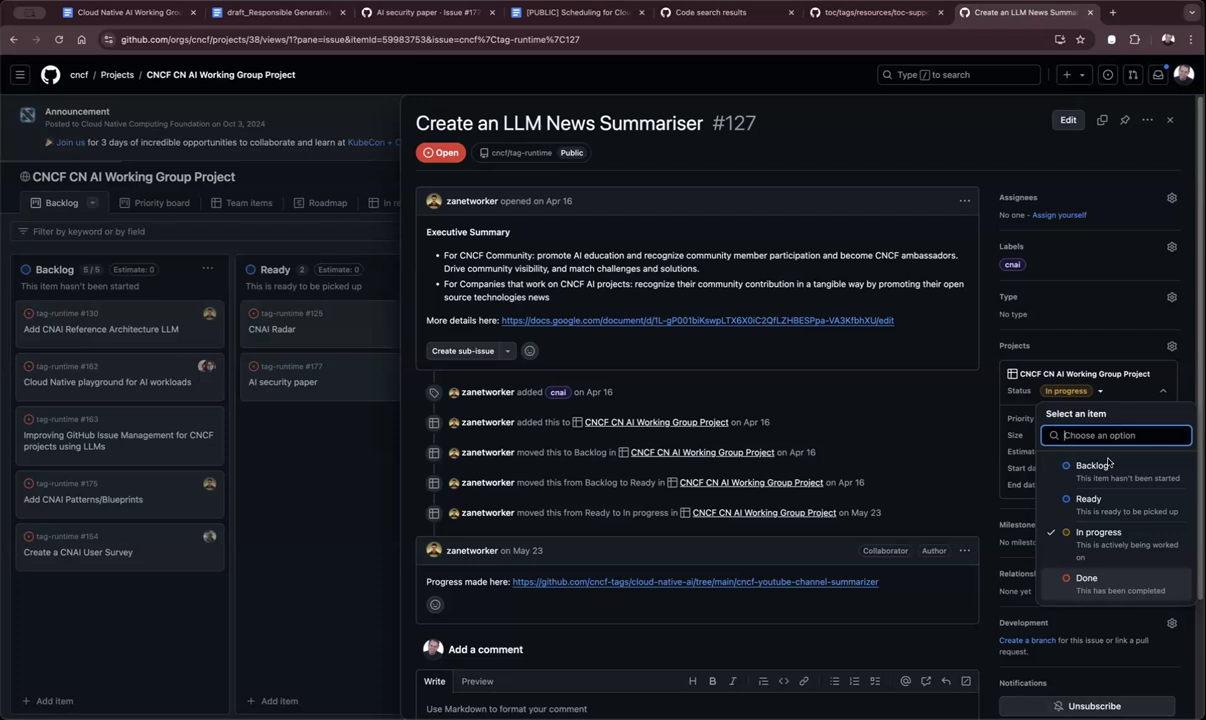 Cloud Native AI Working Grou
draft_Responsible Generative
AI security paper · Issue #177
[PUBLIC] Scheduling for Cloud
Code search results
toc/tags/resources/toc-suppo
Create an LLM News Summari
github.com/orgs/cncf/projects/38/views/1?pane=issue&itemId=59983753&issue=cncf%7Ctag-runtime%7C127
cncf / Projects / CNCF CN AI Working Group Project
Type / to search
Announcement
Posted to Cloud Native Computing Foundation on Oct 3, 2024
Join us for 3 days of incredible opportunities to collaborate and learn at KubeCon + C
CNCF CN AI Working Group Project
Backlog
Priority board
Team items
Roadmap
In re
Filter by keyword or by field
Backlog 5 / 5 Estimate: 0
This item hasn't been started
tag-runtime #130
Add CNAI Reference Architecture LLM
tag-runtime #162
Cloud Native playground for AI workloads
tag-runtime #163
Improving GitHub Issue Management for CNCF
projects using LLMs
tag-runtime #175
Add CNAI Patterns/Blueprints
tag-runtime #154
Create a CNAI User Survey
+ Add item
Ready 2 Estimate: 0
This is ready to be picked up
tag-runtime #125
CNAI Radar
tag-runtime #177
AI security paper
+ Add item
Create an LLM News Summariser #127
Edit
Open
cncf/tag-runtime Public
zanetworker opened on Apr 16
Executive Summary
• For CNCF Community: promote AI education and recognize community member participation and become CNCF ambassadors.
Drive community visibility, and match challenges and solutions.
• For Companies that work on CNCF AI projects: recognize their community contribution in a tangible way by promoting their open
source technologies news
More details here: https://docs.google.com/document/d/1L-gP001biKswpLTX6X0iC2QfLZHBESPpa-VA3KfbhXU/edit
Create sub-issue
zanetworker added cnai on Apr 16
zanetworker added this to CNCF CN AI Working Group Project on Apr 16
zanetworker moved this to Backlog in CNCF CN AI Working Group Project on Apr 16
zanetworker moved this from Backlog to Ready in CNCF CN AI Working Group Project on Apr 16
zanetworker moved this from Ready to In progress in CNCF CN AI Working Group Project on May 23
zanetworker on May 23
Collaborator
Author
Progress made here: https://github.com/cncf-tags/cloud-native-ai/tree/main/cncf-youtube-channel-summarizer
Add a comment
Write
Preview
H B I
Use Markdown to format your comment
Assignees
No one - Assign yourself
Labels
cnai
Type
No type
Projects
CNCF CN AI Working Group Project
Status In progress
Priority
Size
Estima
Start da
End dat
Select an item
Choose an option
Backlog
This item hasn't been started
Ready
This is ready to be picked up
In progress
This is actively being worked
on
Done
This has been completed
Milesto
No milest
Relations
None yet
Development
Create a branch for this issue or link a pull
request.
Notifications
Unsubscribe